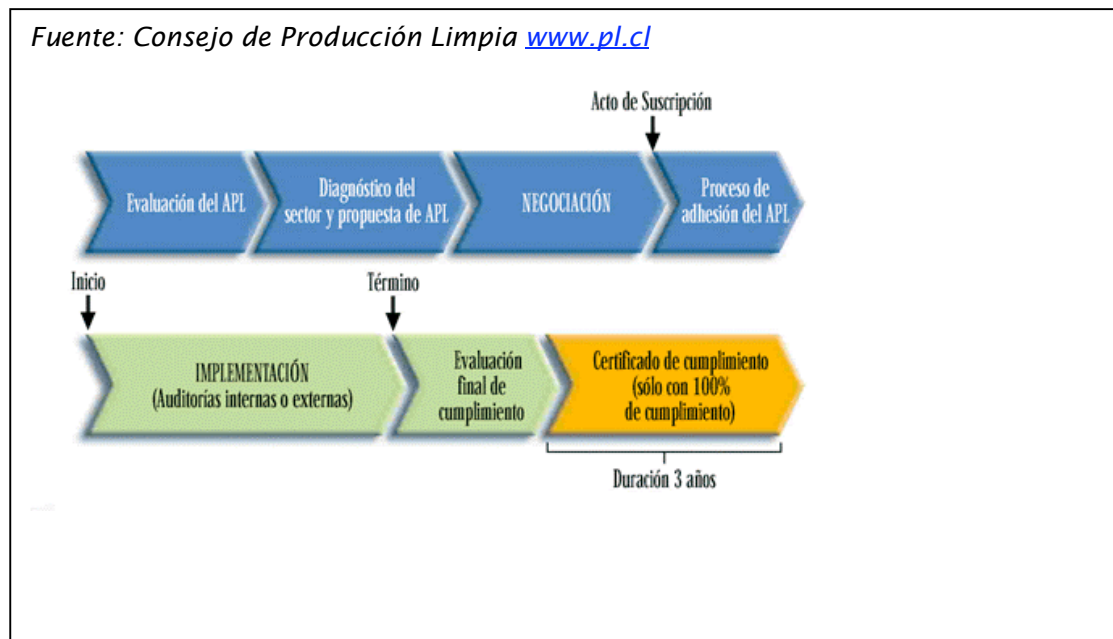 Fuente: Consejo de Producción Limpia www.pl.cl
Acto de Suscripción
Evaluación del APL
Diagnóstico del
sector y propuesta de APL
NEGOCIACIÓN
Proceso de
adhesión del APL
Inicio
Término
IMPLEMENTACIÓN
(Auditorías internas o externas)
Evaluación
final de
cumplimiento
Certificado de cumplimiento
(sólo con 100%
de cumplimiento)
Duración 3 años